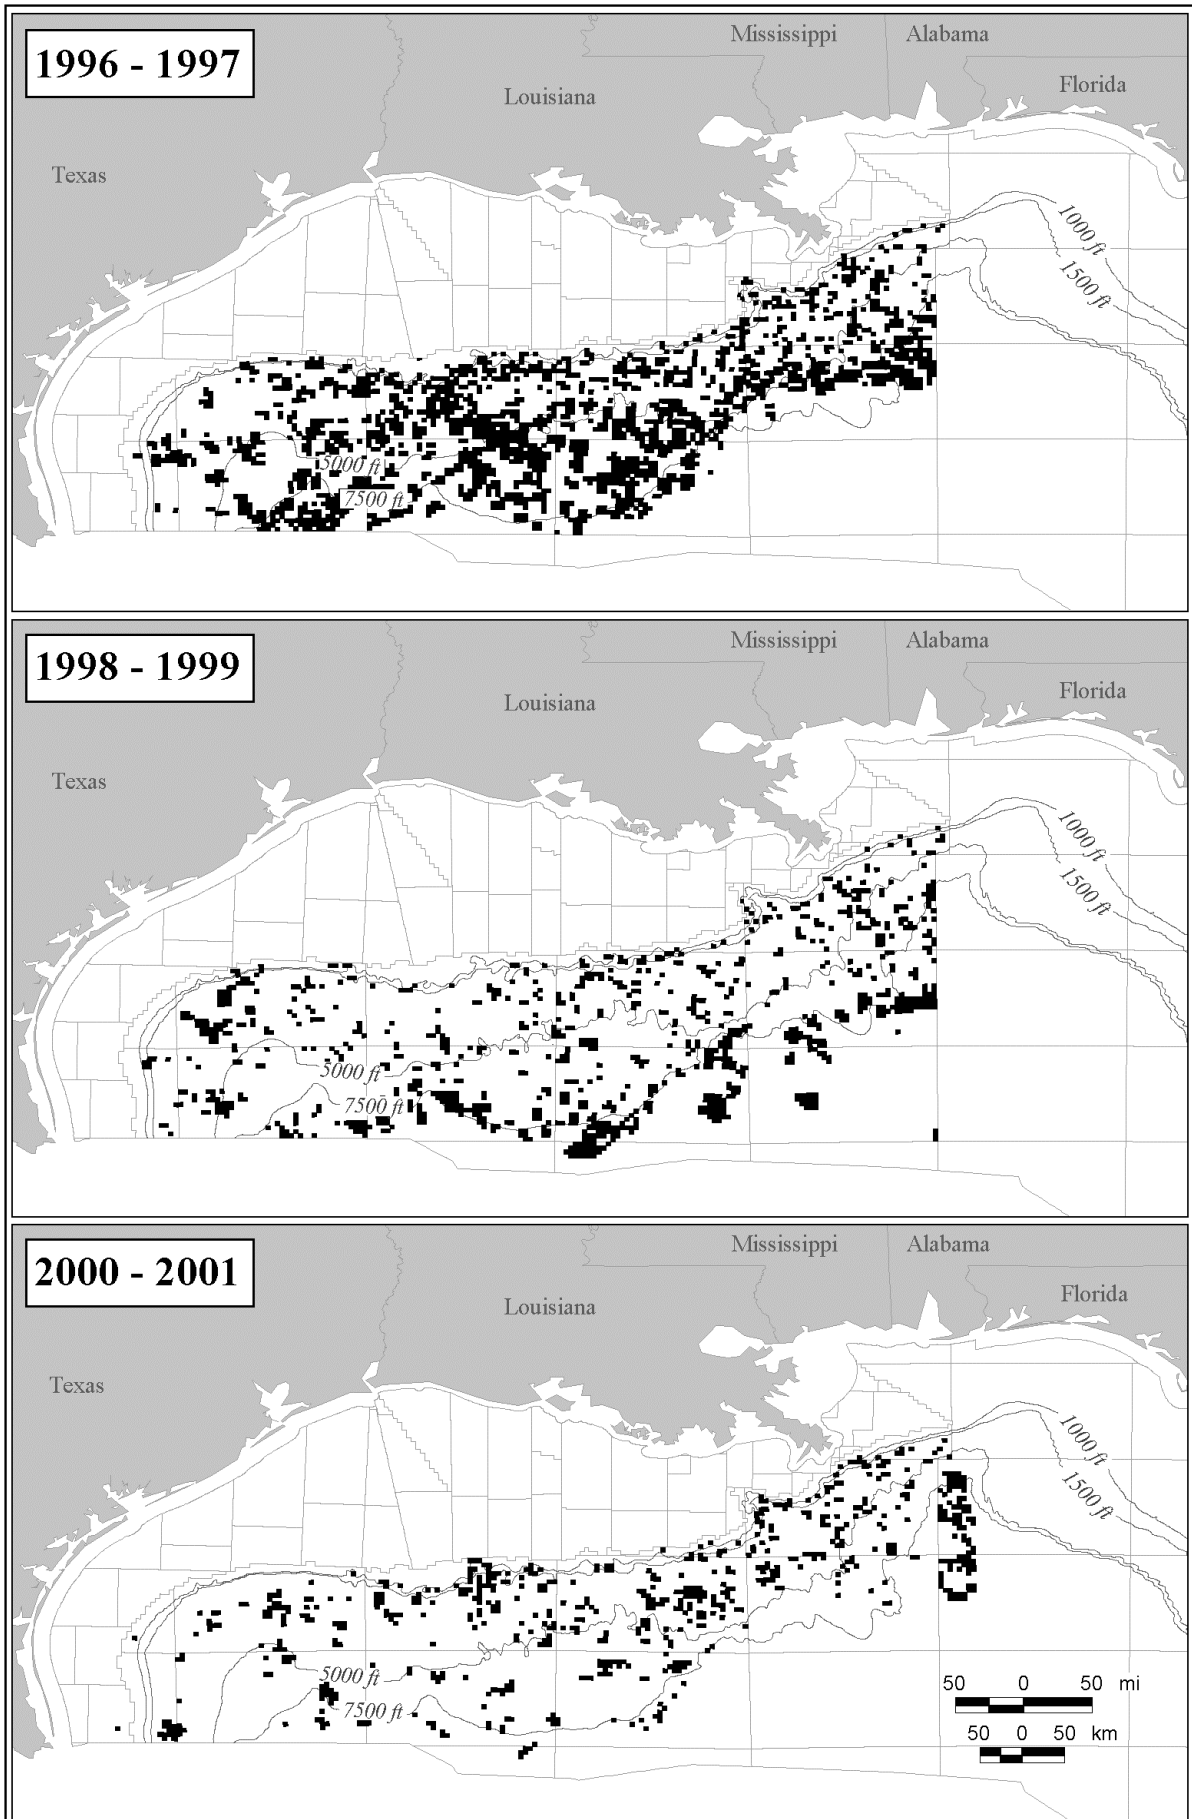 1996 - 1997
Mississippi
Alabama
Louisiana
Florida
Texas
1000 ft
1500 ft
5000 ft
7500 ft
1998 - 1999
Mississippi
Alabama
Louisiana
Florida
Texas
1000 ft
1500 ft
5000 ft
7500 ft
2000 - 2001
Mississippi
Alabama
Louisiana
Florida
Texas
1000 ft
1500 ft
5000 ft
7500 ft
50 0 50 mi
50 0 50 km